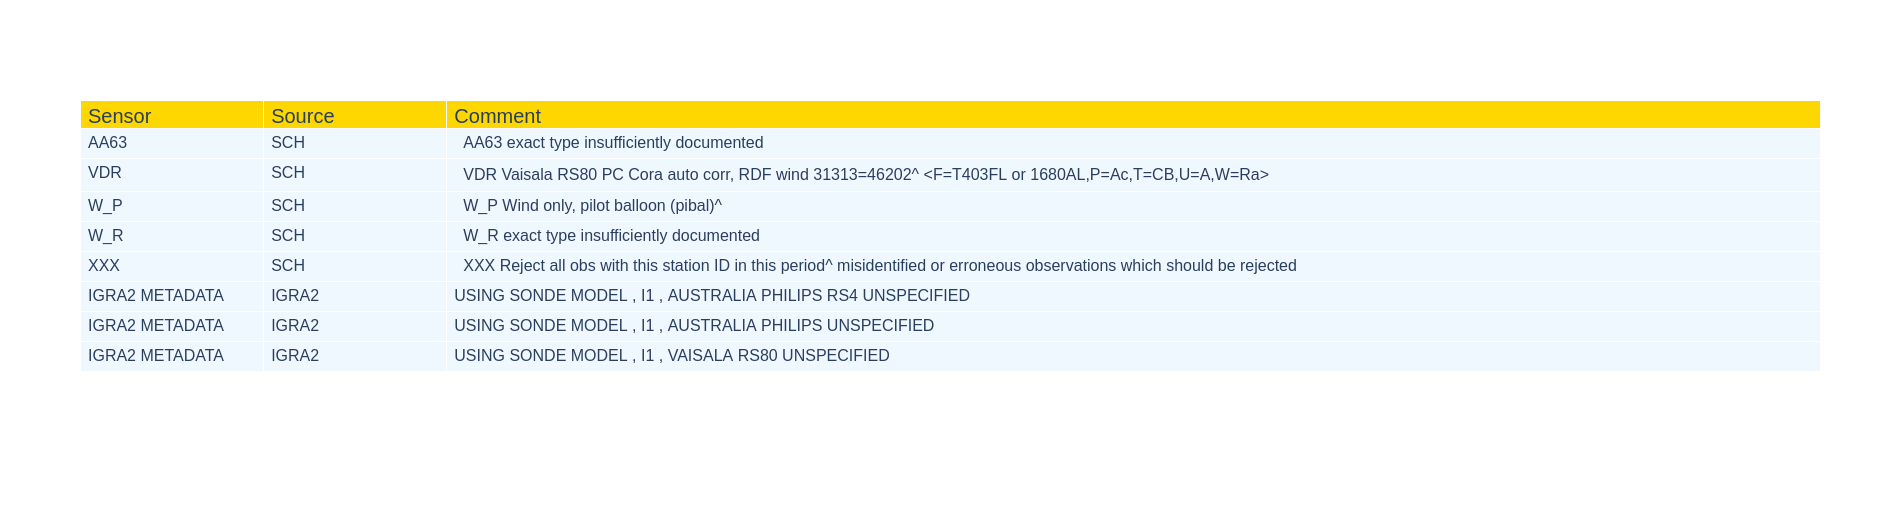 Sensor Source Comment
AA63 SCH AA63 exact type insufficiently documented
VDR SCH VDR Vaisala RS80 PC Cora auto corr, RDF wind 31313=46202^ <F=T403FL or 1680AL,P=Ac,T=CB,U=A,W=Ra>
W_P SCH W_P Wind only, pilot balloon (pibal)^
W_R SCH W_R exact type insufficiently documented
XXX SCH XXX Reject all obs with this station ID in this period^ misidentified or erroneous observations which should be rejected
IGRA2 METADATA IGRA2 USING SONDE MODEL , I1 , AUSTRALIA PHILIPS RS4 UNSPECIFIED
IGRA2 METADATA IGRA2 USING SONDE MODEL , I1 , AUSTRALIA PHILIPS UNSPECIFIED
IGRA2 METADATA IGRA2 USING SONDE MODEL , I1 , VAISALA RS80 UNSPECIFIED